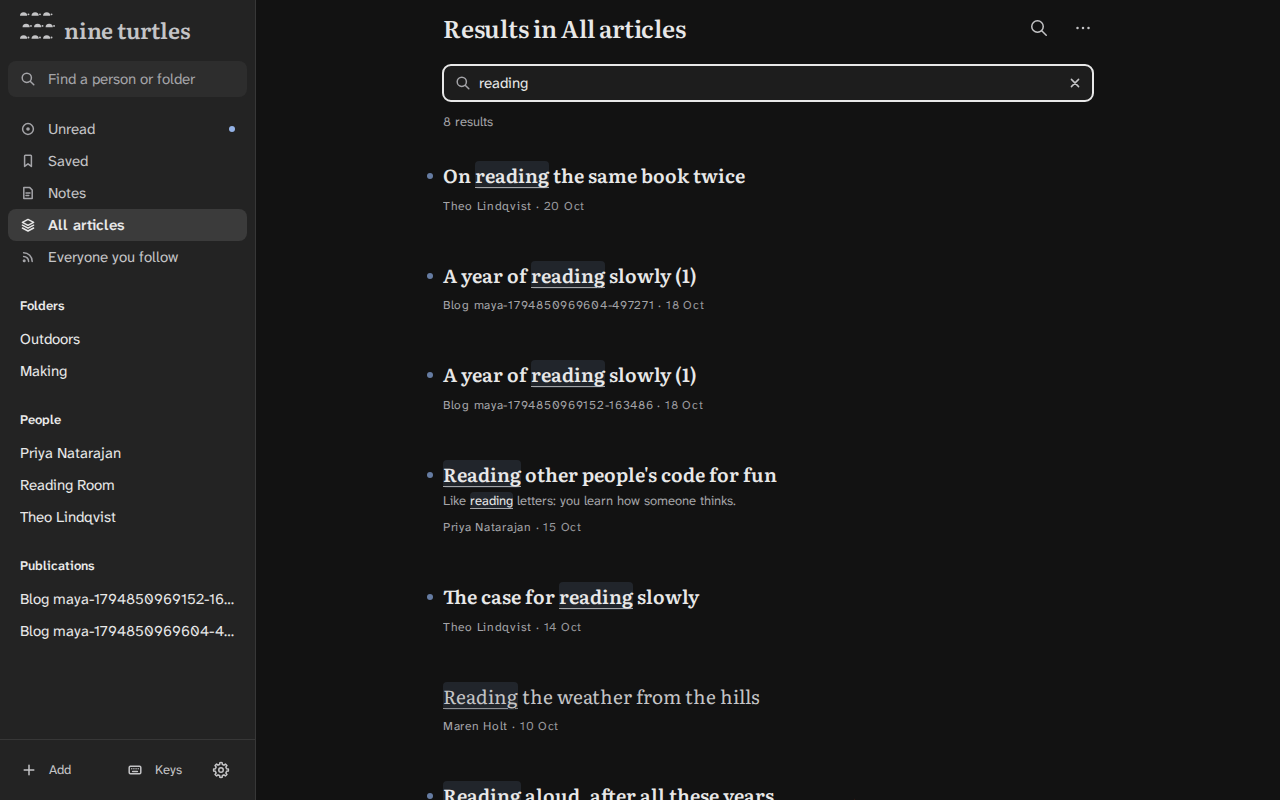 nine turtles
Find a person or folder
Unread
Saved
Notes
All articles
Everyone you follow
Folders
Outdoors
Making
People
Priya Natarajan
Reading Room
Theo Lindqvist
Publications
Blog maya-1794850969152-16...
Blog maya-1794850969604-4...
Add
Keys
Results in All articles
reading
8 results
On reading the same book twice
Theo Lindqvist · 20 Oct
A year of reading slowly (1)
Blog maya-1794850969604-497271 · 18 Oct
A year of reading slowly (1)
Blog maya-1794850969152-163486 · 18 Oct
Reading other people's code for fun
Like reading letters: you learn how someone thinks.
Priya Natarajan · 15 Oct
The case for reading slowly
Theo Lindqvist · 14 Oct
Reading the weather from the hills
Maren Holt · 10 Oct
Reading aloud, after all these years